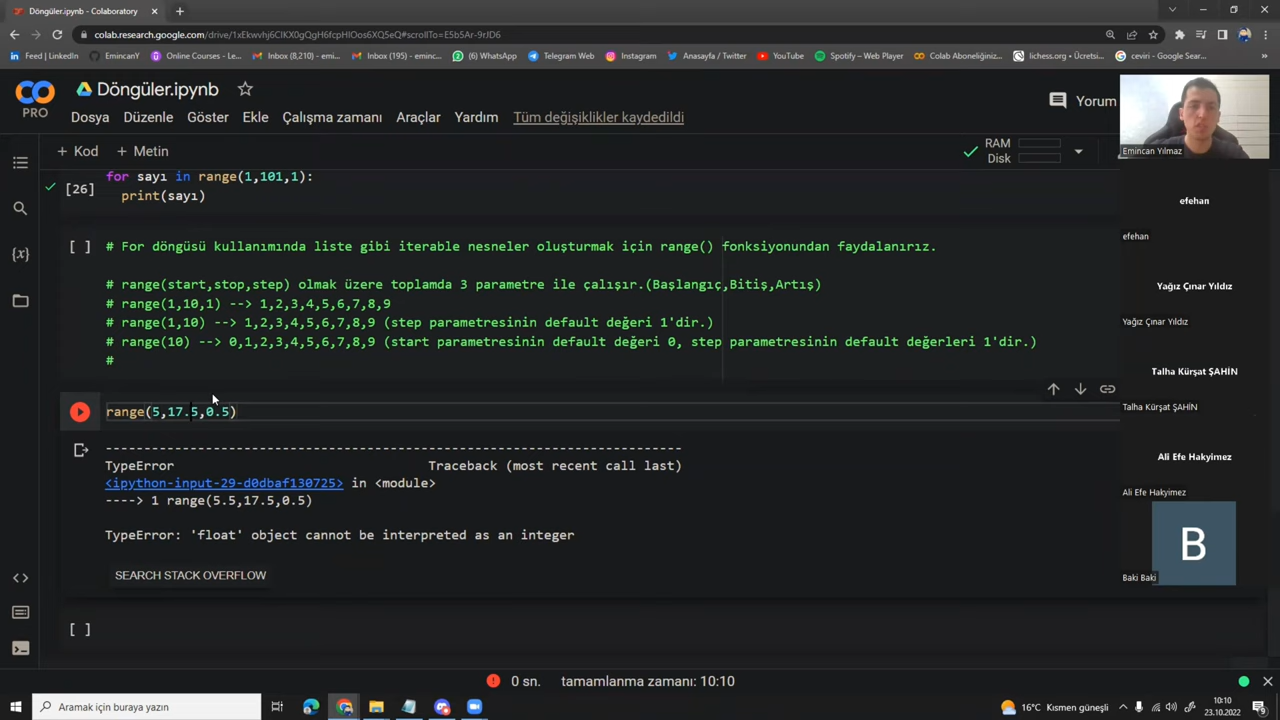 Döngüler.ipynb - Colaboratory
colab.research.google.com/drive/1xEkwvhj6CIKX0gQgH6fcpHIOos6XQ5eQ#scrollTo=E5b5Ar-9rJD6
Feed | LinkedIn
EmincanY
Online Courses - Le...
Inbox (8,210) - emi...
Inbox (195) - eminc...
(6) WhatsApp
Telegram Web
Instagram
Anasayfa / Twitter
YouTube
Spotify – Web Player
Colab Aboneliğiniz...
lichess.org • Ücretsi...
ceviri - Google Sear...
PRO
Döngüler.ipynb
Yorum
Dosya Düzenle Göster Ekle Çalışma zamanı Araçlar Yardım Tüm değişiklikler kaydedildi
+ Kod + Metin
RAM
Disk
for sayı in range(1,101,1):
[26]
print(sayı)
[ ] # For döngüsü kullanımında liste gibi iterable nesneler oluşturmak için range() fonksiyonundan faydalanırız.
# range(start,stop,step) olmak üzere toplamda 3 parametre ile çalışır.(Başlangıç,Bitiş,Artış)
# range(1,10,1) --> 1,2,3,4,5,6,7,8,9
# range(1,10) --> 1,2,3,4,5,6,7,8,9 (step parametresinin default değeri 1'dir.)
# range(10) --> 0,1,2,3,4,5,6,7,8,9 (start parametresinin default değeri 0, step parametresinin default değerleri 1'dir.)
#
range(5,17.5,0.5)
---------------------------------------------------------------------------
TypeError Traceback (most recent call last)
<ipython-input-29-d0dbaf130725> in <module>
----> 1 range(5.5,17.5,0.5)
TypeError: 'float' object cannot be interpreted as an integer
SEARCH STACK OVERFLOW
[ ]
0 sn. tamamlanma zamanı: 10:10
Emincan Yılmaz
efehan
efehan
Yağız Çınar Yıldız
Yağız Çınar Yıldız
Talha Kürşat ŞAHİN
Talha Kürşat ŞAHİN
Ali Efe Hakyimez
Ali Efe Hakyimez
B
Baki Baki
Aramak için buraya yazın
16°C Kısmen güneşli
10:10
23.10.2022
9